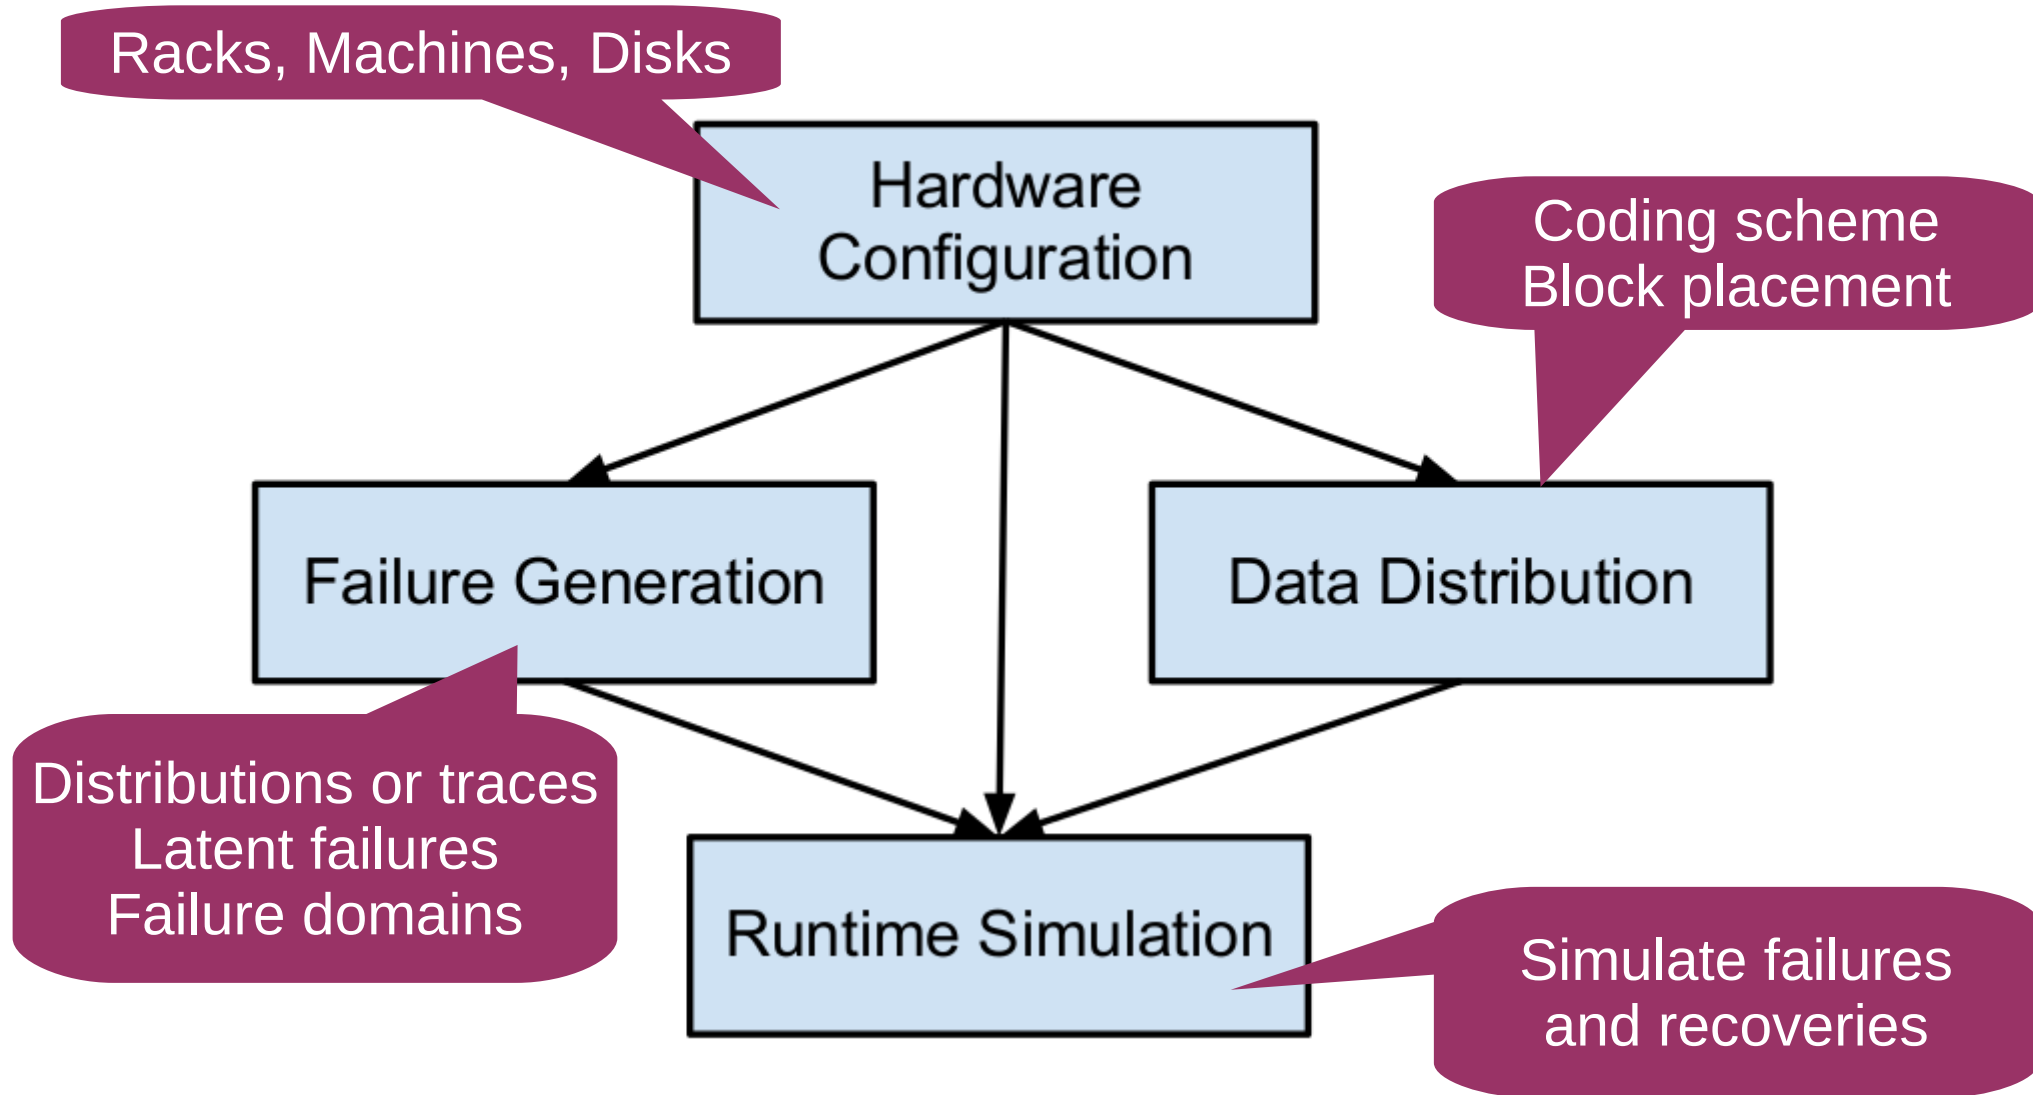 Racks, Machines, Disks
Hardware
Configuration
Coding scheme
Block placement
Failure Generation
Data Distribution
Distributions or traces
Latent failures
Failure domains
Runtime Simulation
Simulate failures
and recoveries